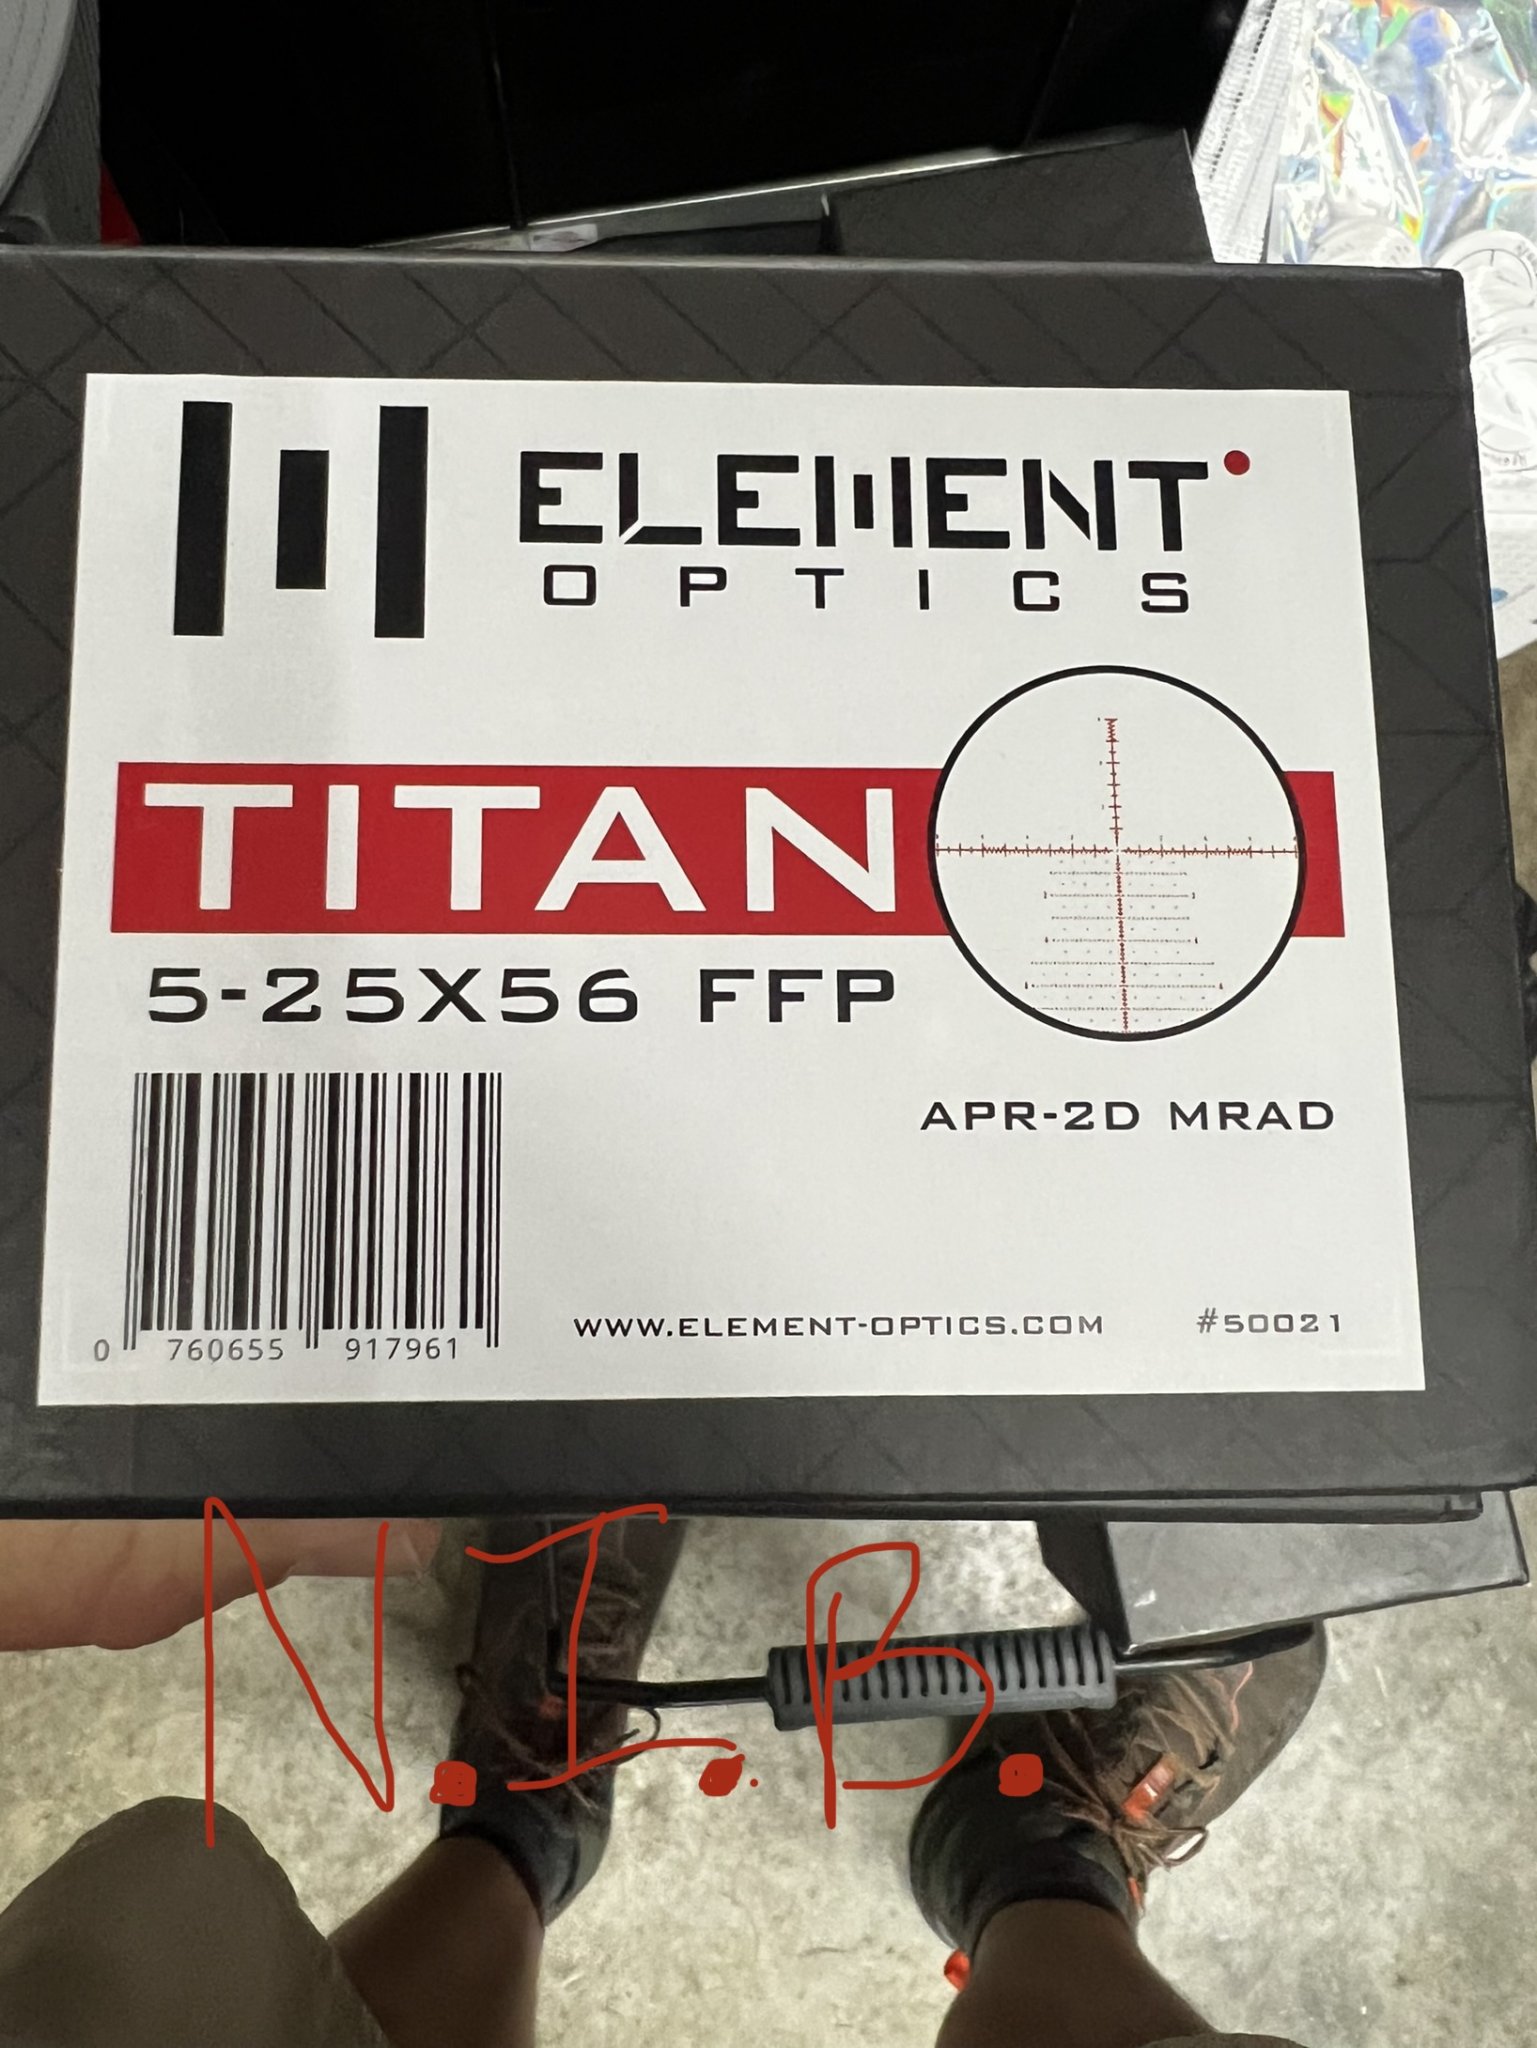 ELEMENT
OPTICS
TITAN
5-25X56 FFP
APR-2D MRAD
0 760655 917961
WWW.ELEMENT-OPTICS.COM #50021
N.I.B.